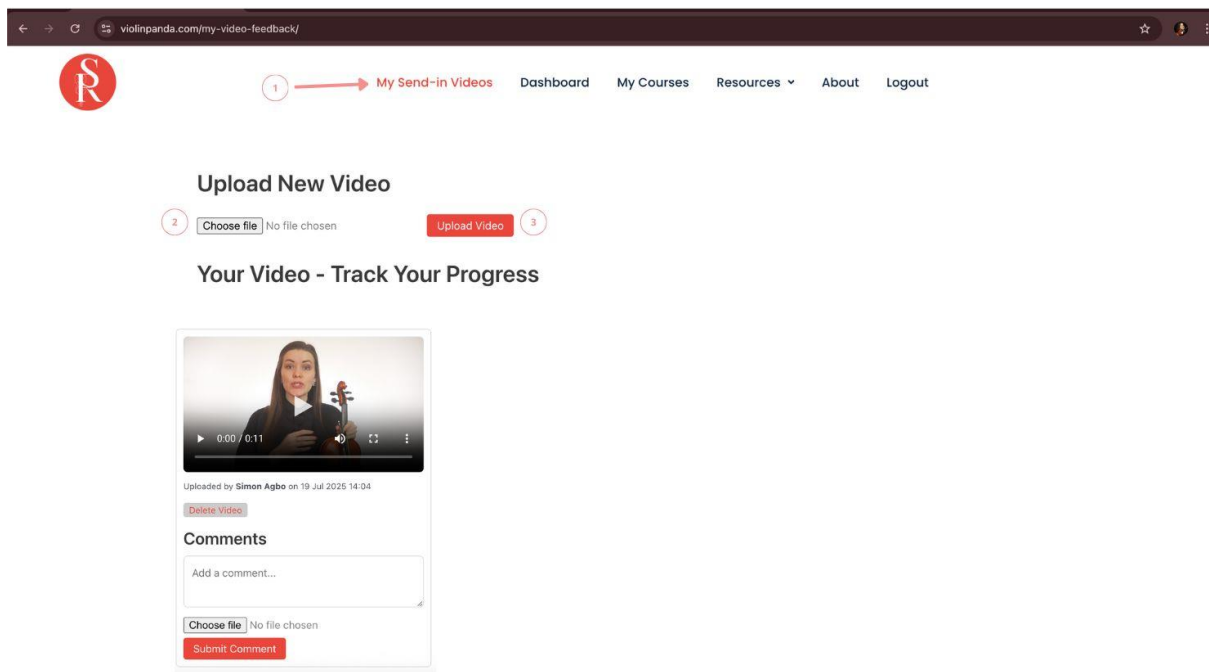 violinpanda.com/my-video-feedback/
SR
1 My Send-in Videos Dashboard My Courses Resources About Logout
Upload New Video
2 Choose file No file chosen Upload Video 3
Your Video - Track Your Progress
0:00 / 0:11
Uploaded by Simon Agbo on 19 Jul 2025 14:04
Delete Video
Comments
Add a comment...
Choose file No file chosen
Submit Comment